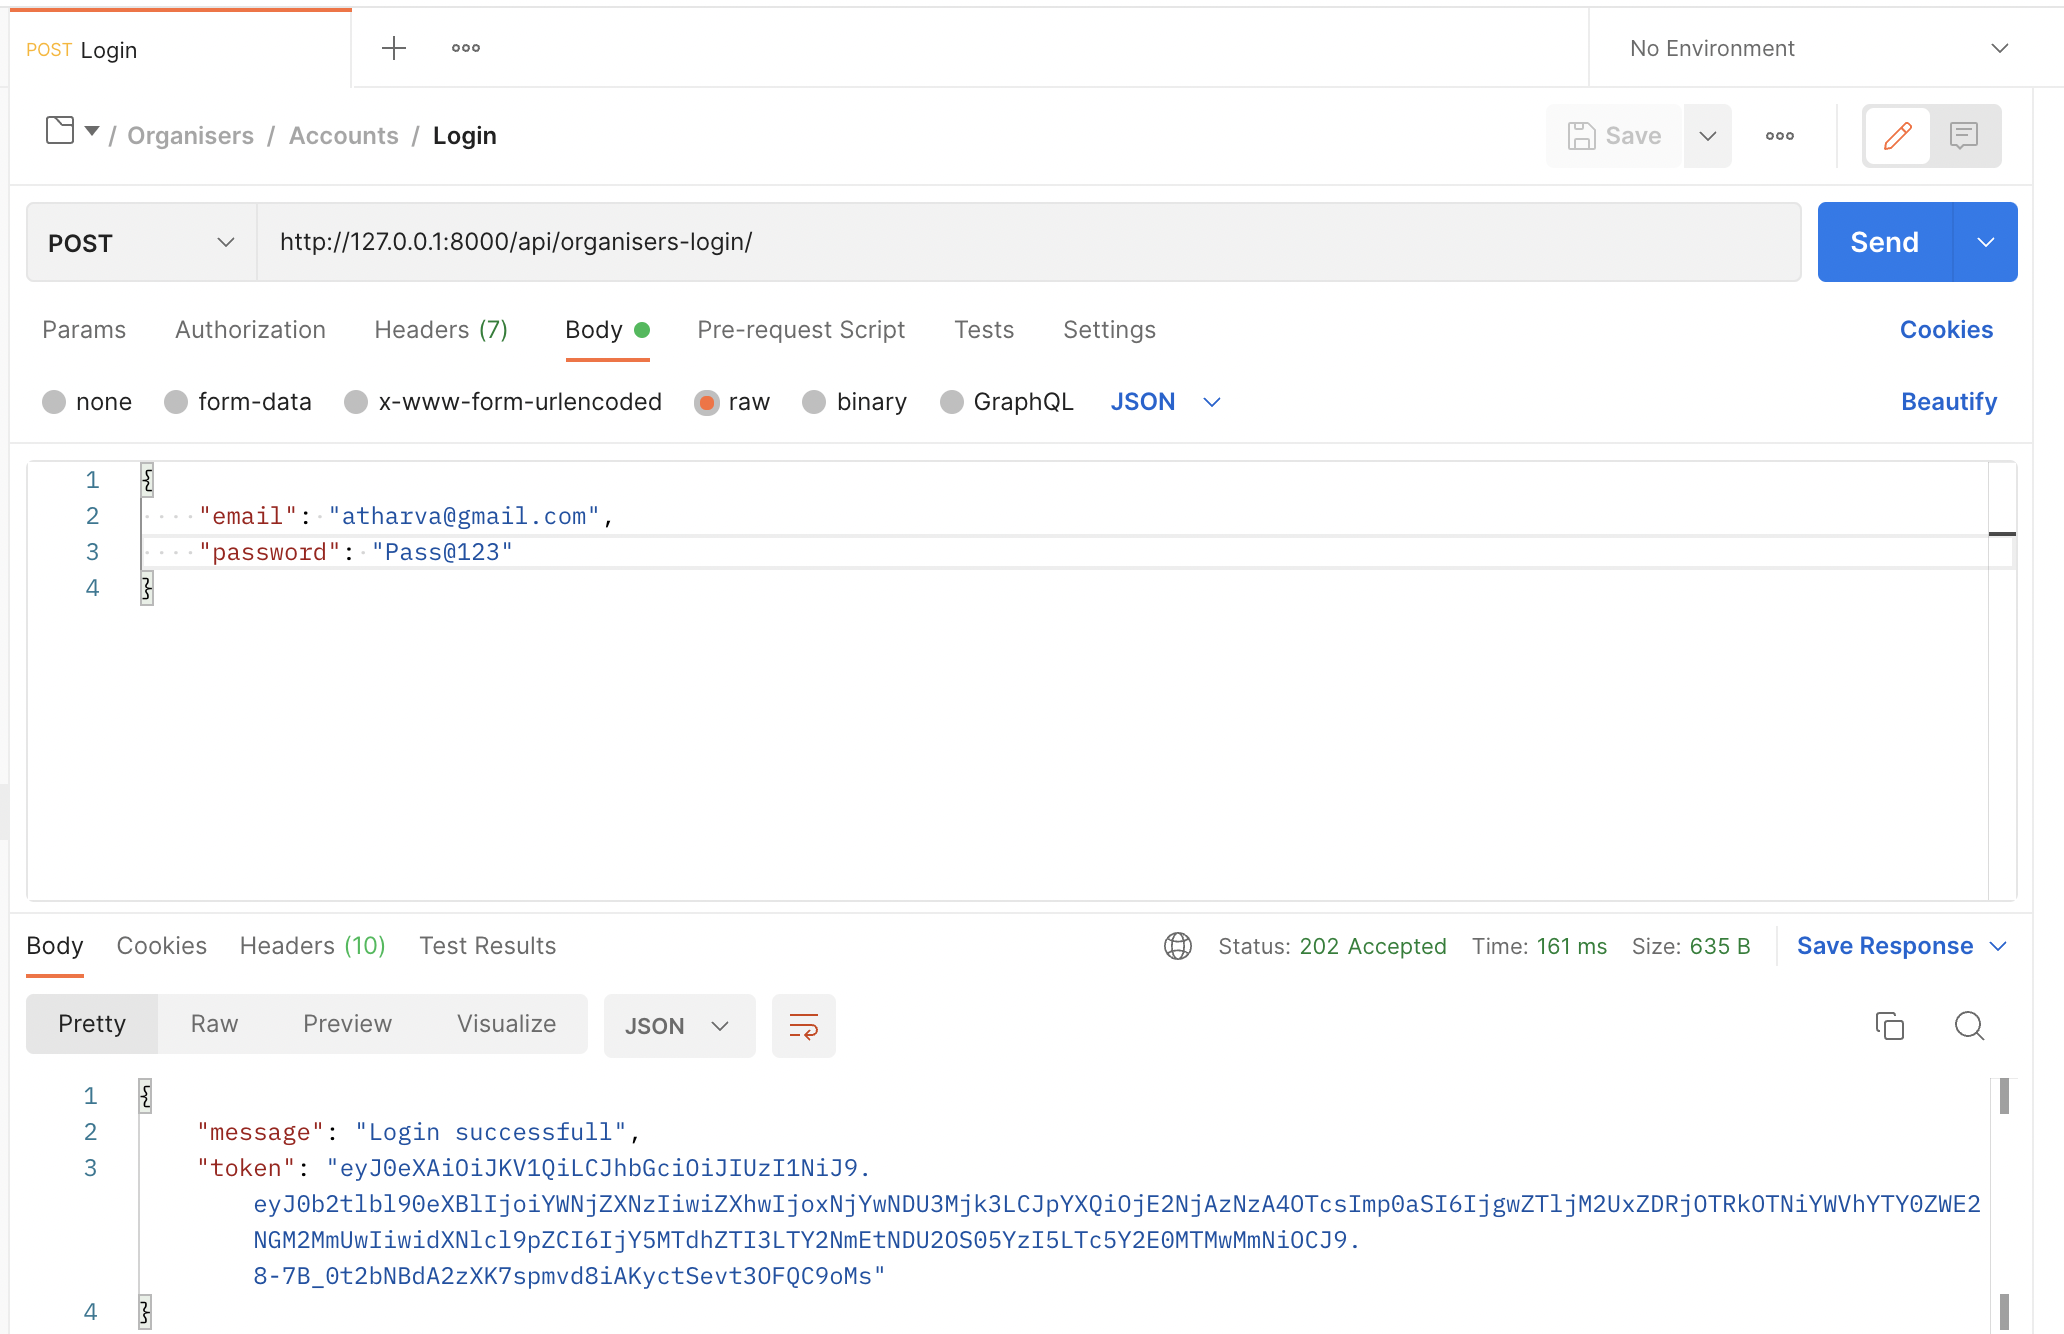 POST Login
No Environment
/ Organisers / Accounts / Login
Save
POST
http://127.0.0.1:8000/api/organisers-login/
Send
Params Authorization Headers (7) Body Pre-request Script Tests Settings Cookies
none form-data x-www-form-urlencoded raw binary GraphQL JSON Beautify
1 {
2 "email": "atharva@gmail.com",
3 "password": "Pass@123"
4 }
Body Cookies Headers (10) Test Results
Status: 202 Accepted Time: 161 ms Size: 635 B Save Response
Pretty Raw Preview Visualize JSON
1 {
2 "message": "Login successfull",
3 "token": "eyJ0eXAiOiJKV1QiLCJhbGciOiJIUzI1NiJ9.
eyJ0b2tlbl90eXBlIjoiYWNjZXNzIiwiZXhwIjoxNjYwNDU3Mjk3LCJpYXQiOjE2NjAzNzA4OTcsImp0aSI6IjgwZTljM2UxZDRjOTRkOTNiYWVhYTY0ZWE2
NGM2MmUwIiwidXNlcl9pZCI6IjY5MTdhZTI3LTY2NmEtNDU2OS05YzI5LTc5Y2E0MTMwMmNiOCJ9.
8-7B_0t2bNBdA2zXK7spmvd8iAKyctSevt3OFQC9oMs"
4 }